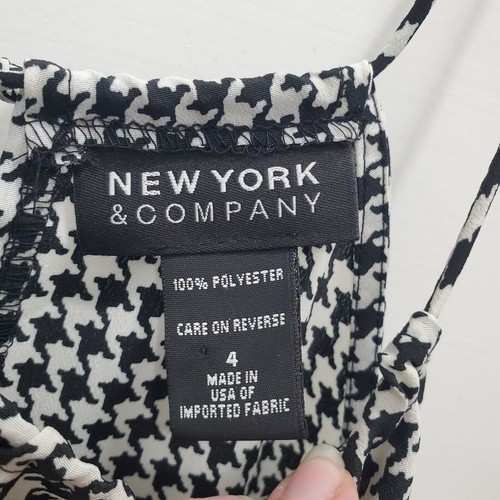 NEW YORK
& COMPANY
100% POLYESTER
CARE ON REVERSE
4
MADE IN
USA OF
IMPORTED FABRIC